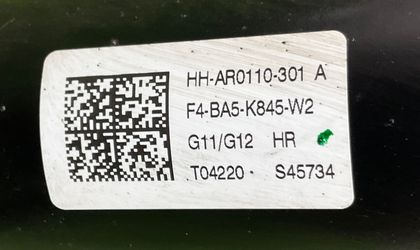 HH-AR0110-301 A
F4-BA5-K845-W2
G11/G12 HR
T04220 S45734